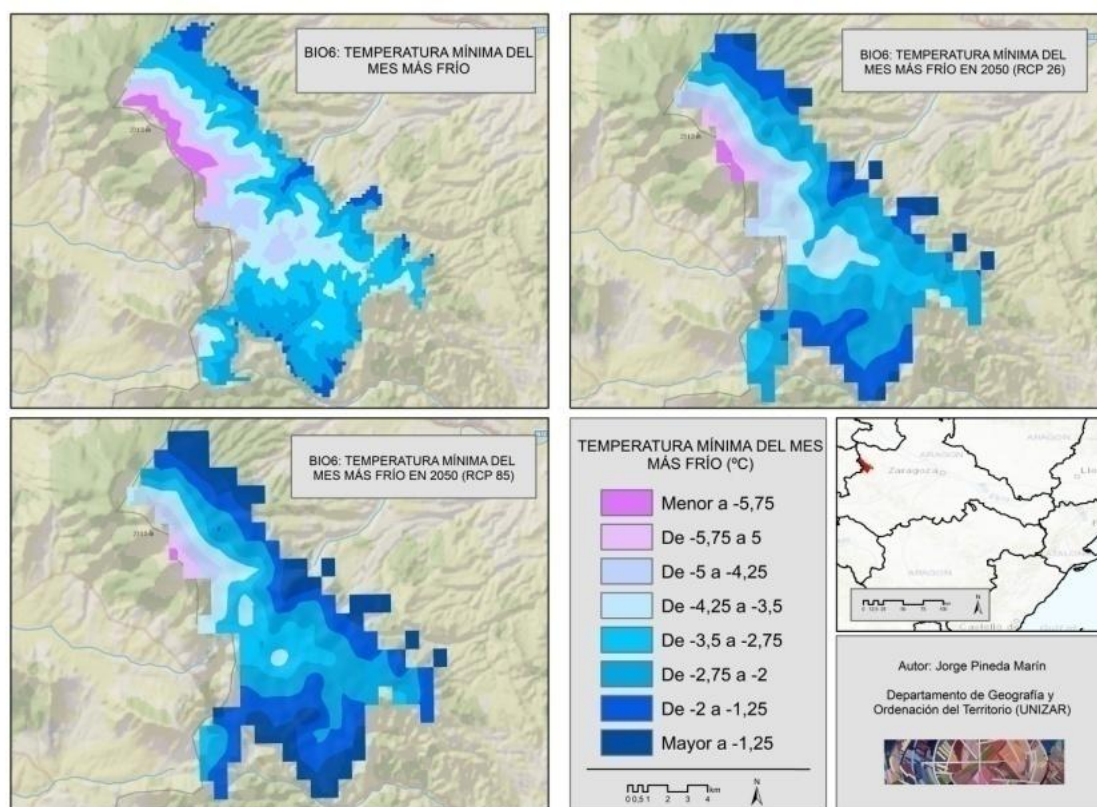 BIO6: TEMPERATURA MÍNIMA DEL
MES MÁS FRÍO
BIO6: TEMPERATURA MÍNIMA DEL
MES MÁS FRÍO EN 2050 (RCP 26)
BIO6: TEMPERATURA MÍNIMA DEL
MES MÁS FRÍO EN 2050 (RCP 85)
TEMPERATURA MÍNIMA DEL MES
MÁS FRÍO (ºC)
Menor a -5,75
De -5,75 a 5
De -5 a -4,25
De -4,25 a -3,5
De -3,5 a -2,75
De -2,75 a -2
De -2 a -1,25
Mayor a -1,25
km
0 0,5 1 2 3 4
N
ARAGON
ARAGON
Zaragoza
ARAGON
N
Autor: Jorge Pineda Marín
Departamento de Geografía y
Ordenación del Territorio (UNIZAR)